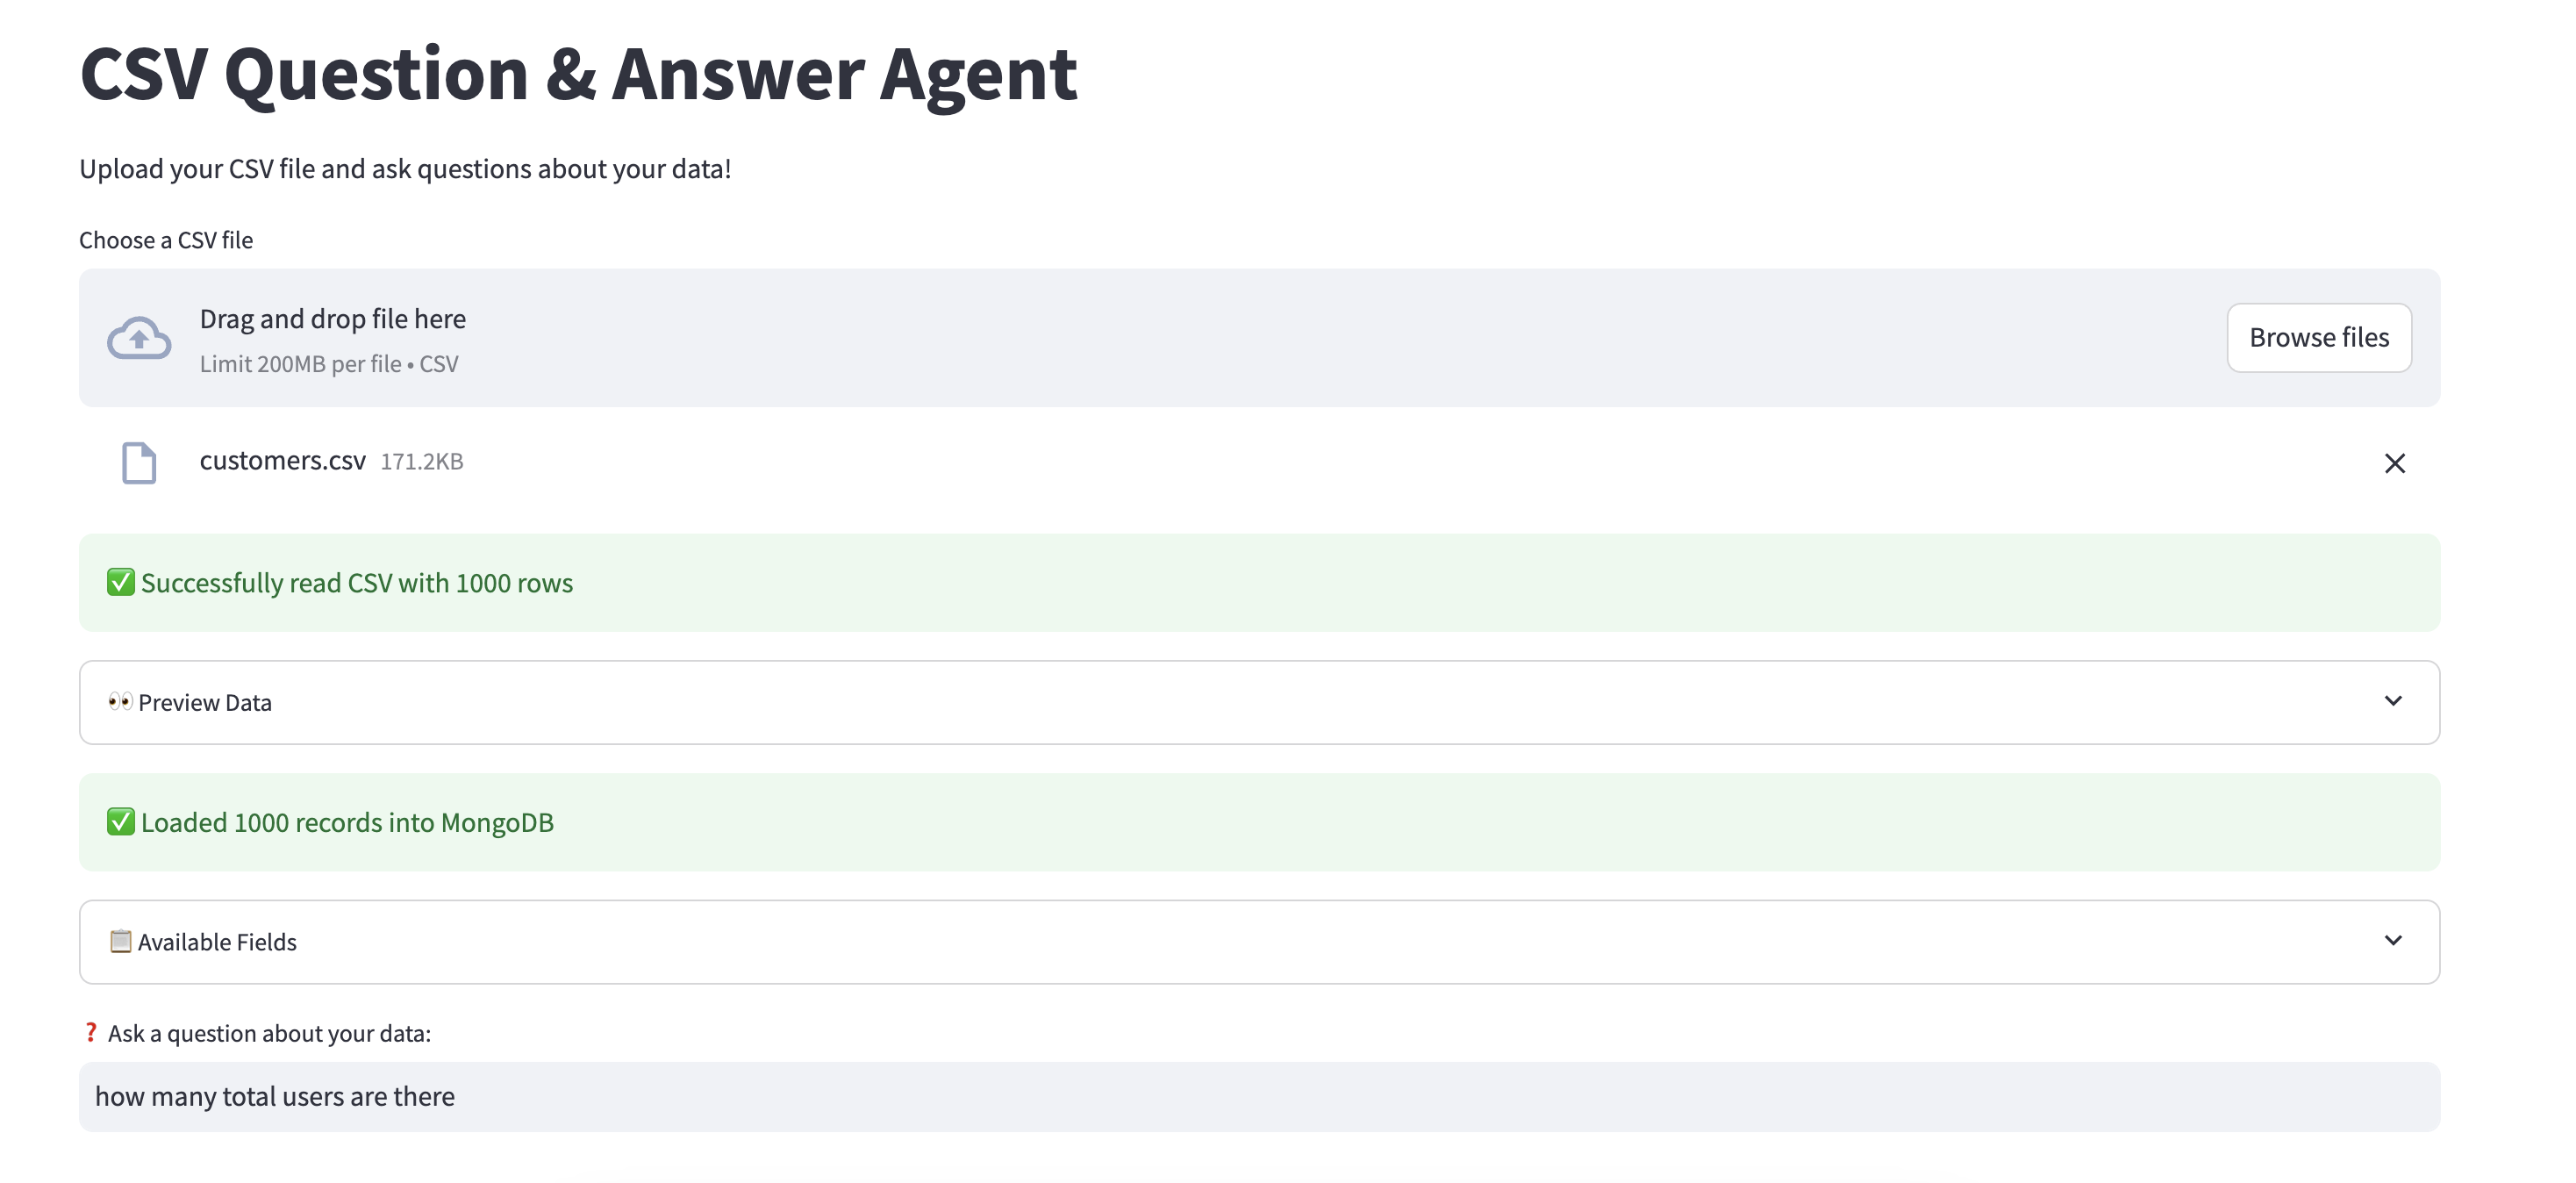 CSV Question & Answer Agent
Upload your CSV file and ask questions about your data!
Choose a CSV file
Drag and drop file here
Limit 200MB per file • CSV
Browse files
customers.csv 171.2KB
✅ Successfully read CSV with 1000 rows
👀 Preview Data
✅ Loaded 1000 records into MongoDB
📋 Available Fields
❓ Ask a question about your data:
how many total users are there